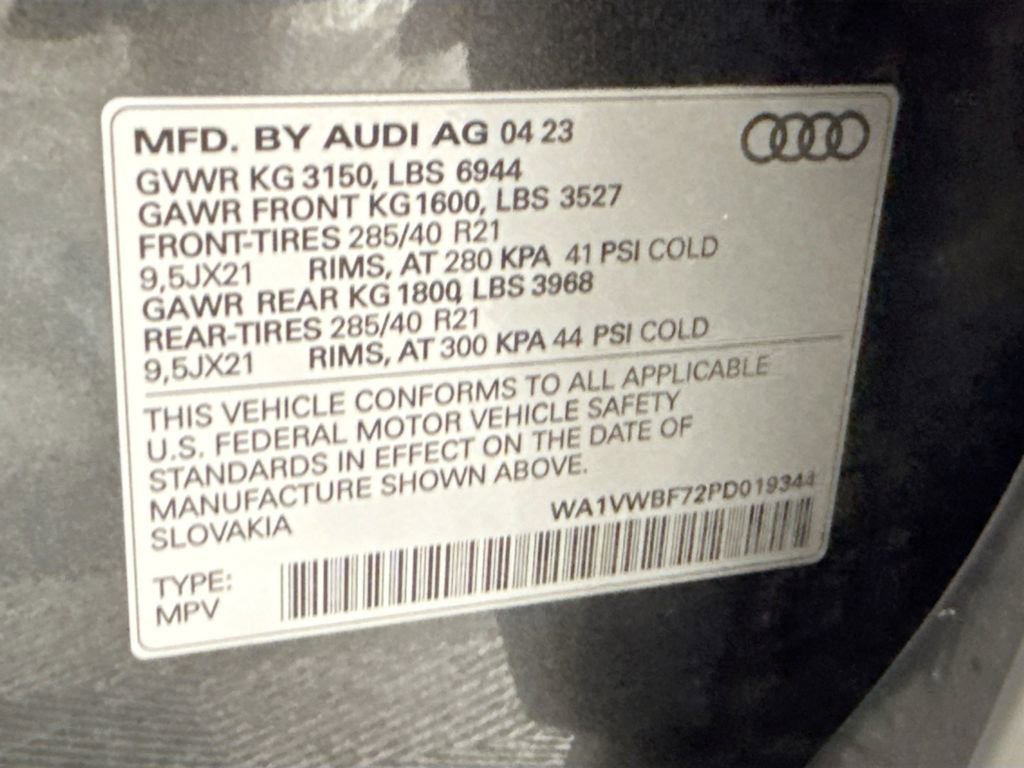 MFD. BY AUDI AG 04 23
GVWR KG 3150, LBS 6944
GAWR FRONT KG1600, LBS 3527
FRONT-TIRES 285/40 R21
9,5JX21 RIMS, AT 280 KPA 41 PSI COLD
GAWR REAR KG 1800, LBS 3968
REAR-TIRES 285/40 R21
9,5JX21 RIMS, AT 300 KPA 44 PSI COLD
THIS VEHICLE CONFORMS TO ALL APPLICABLE
U.S. FEDERAL MOTOR VEHICLE SAFETY
STANDARDS IN EFFECT ON THE DATE OF
MANUFACTURE SHOWN ABOVE.
SLOVAKIA
WA1VWBF72PD019344
TYPE:
MPV